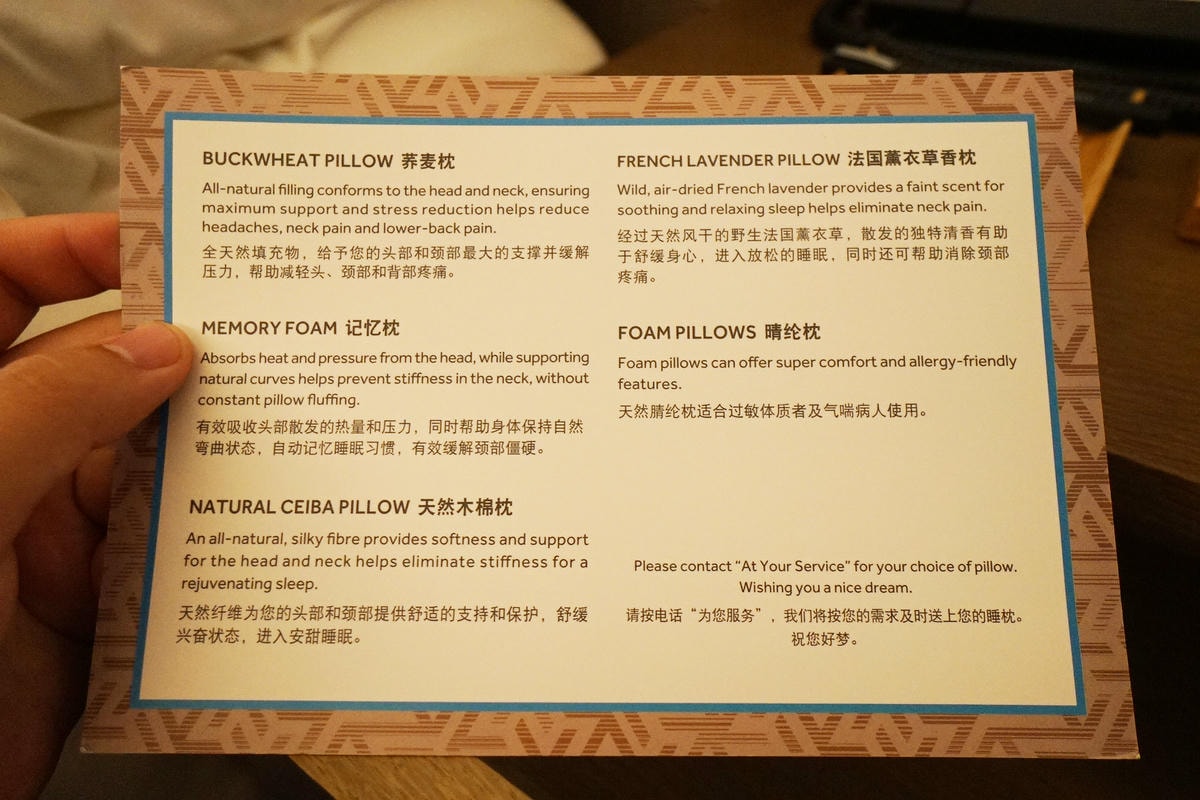 BUCKWHEAT PILLOW 荞麦枕
All-natural filling conforms to the head and neck, ensuring
maximum support and stress reduction helps reduce
headaches, neck pain and lower-back pain.
全天然填充物，给予您的头部和颈部最大的支撑并缓解
压力，帮助减轻头、颈部和背部疼痛。
MEMORY FOAM 记忆枕
Absorbs heat and pressure from the head, while supporting
natural curves helps prevent stiffness in the neck, without
constant pillow fluffing.
有效吸收头部散发的热量和压力，同时帮助身体保持自然
弯曲状态，自动记忆睡眠习惯，有效缓解颈部僵硬。
NATURAL CEIBA PILLOW 天然木棉枕
An all-natural, silky fibre provides softness and support
for the head and neck helps eliminate stiffness for a
rejuvenating sleep.
天然纤维为您的头部和颈部提供舒适的支持和保护，舒缓
兴奋状态，进入安甜睡眠。
FRENCH LAVENDER PILLOW 法国薰衣草香枕
Wild, air-dried French lavender provides a faint scent for
soothing and relaxing sleep helps eliminate neck pain.
经过天然风干的野生法国薰衣草，散发的独特清香有助
于舒缓身心，进入放松的睡眠，同时还可帮助消除颈部
疼痛。
FOAM PILLOWS 晴纶枕
Foam pillows can offer super comfort and allergy-friendly
features.
天然腈纶枕适合过敏体质者及气喘病人使用。
Please contact “At Your Service” for your choice of pillow.
Wishing you a nice dream.
请按电话“为您服务”，我们将按您的需求及时送上您的睡枕。
祝您好梦。